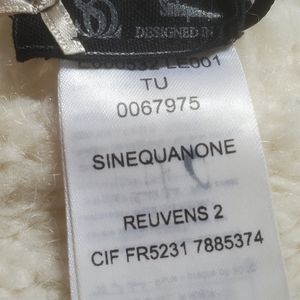 DESIGNED IN
TU
0067975
SINEQUANONE
REUVENS 2
CIF FR5231 7885374